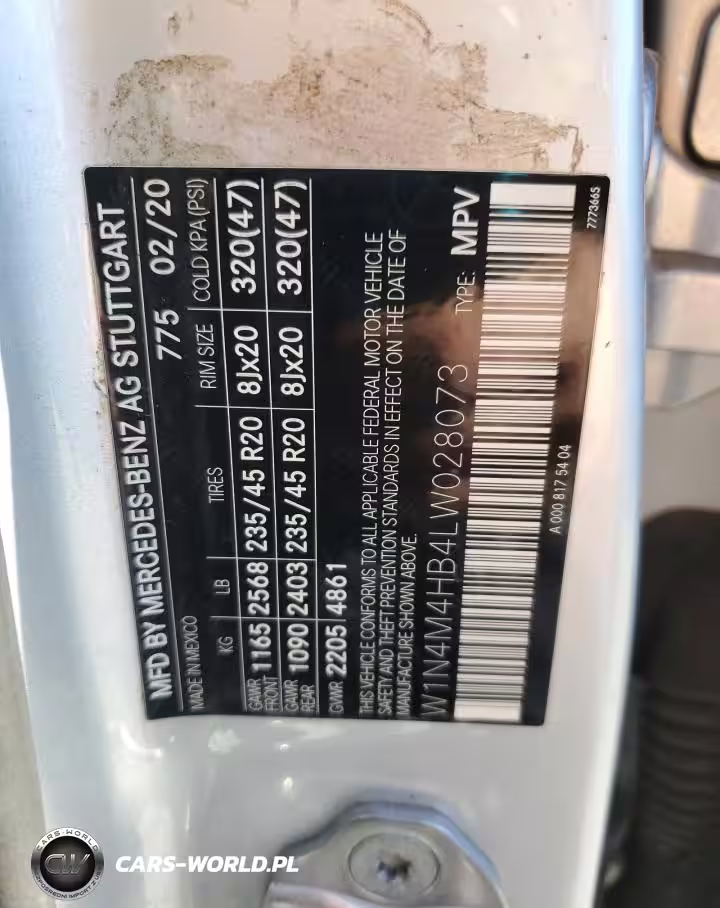 MFD BY MERCEDES-BENZ AG STUTTGART
775 02/20
MADE IN MEXICO
KG LB TIRES RIM SIZE COLD KPA (PSI)
GAWR FRONT 1165 2568 235/45 R20 8Jx20 320(47)
GAWR REAR 1090 2403 235/45 R20 8Jx20 320(47)
GVWR 2205 4861
THIS VEHICLE CONFORMS TO ALL APPLICABLE FEDERAL MOTOR VEHICLE
SAFETY AND THEFT PREVENTION STANDARDS IN EFFECT ON THE DATE OF
MANUFACTURE SHOWN ABOVE.
W1N4M4HB4LW028073 TYPE: MPV
A 000 817 54 04
7773665
CARS-WORLD
CW
CARS-WORLD.PL